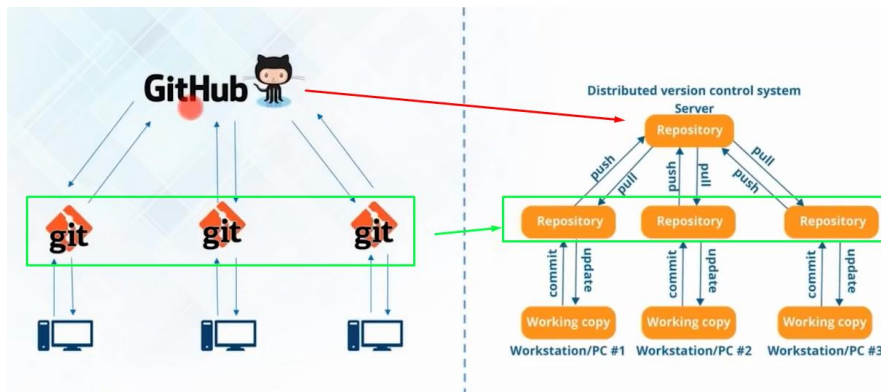 GitHub
git
git
git
Distributed version control system
Server
Repository
push
pull
push
pull
push
pull
Repository
Repository
Repository
commit
update
commit
update
commit
update
Working copy
Working copy
Working copy
Workstation/PC #1
Workstation/PC #2
Workstation/PC #3